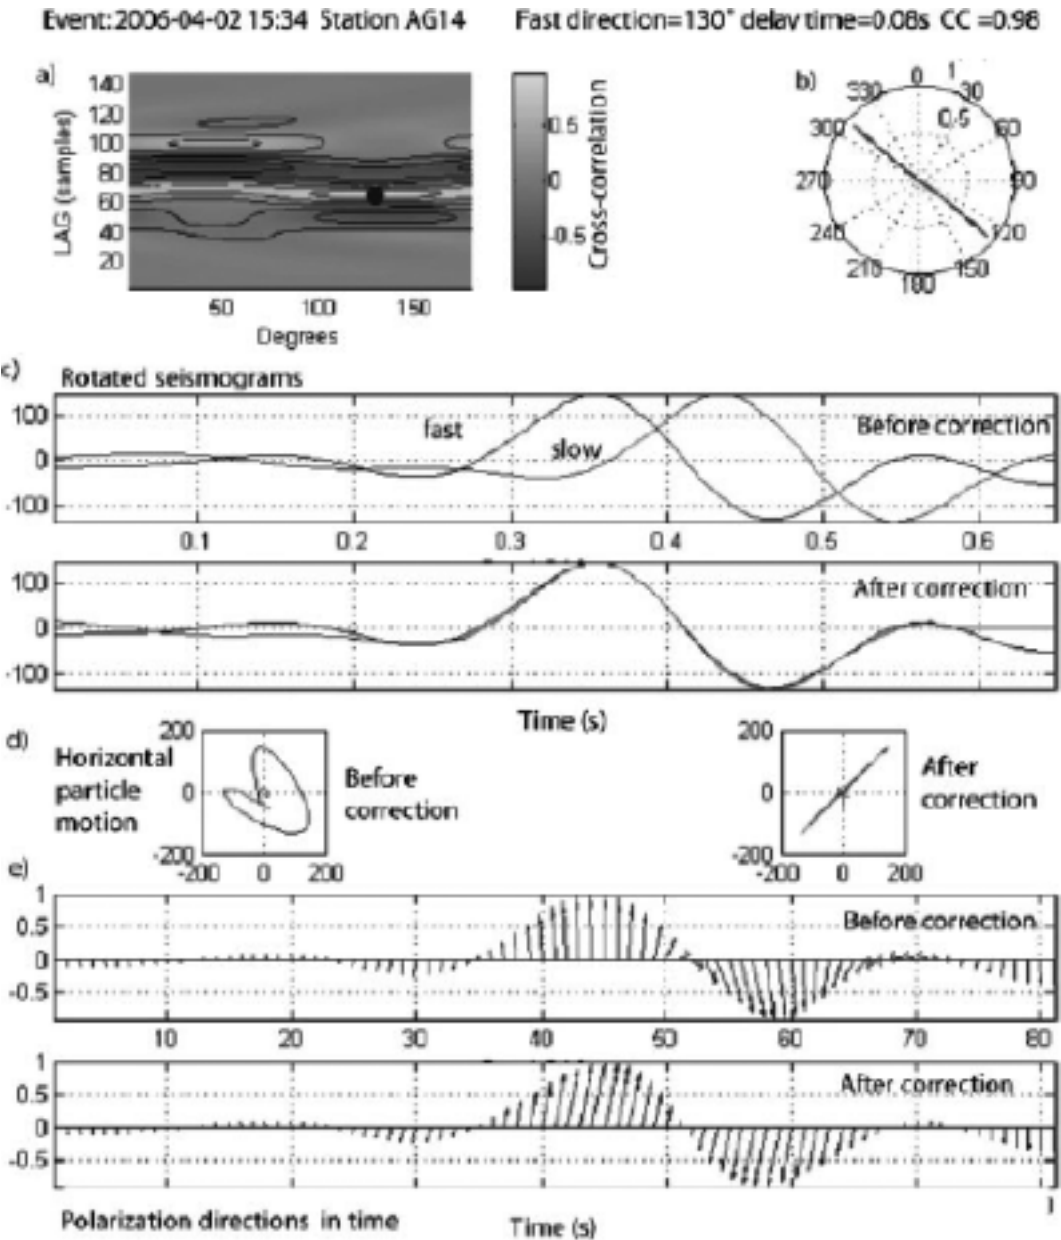 Event:2006-04-02 15:34 Station AG14 Fast direction=130° delay time=0.08s CC =0.98
a)
140
120
100
80
60
40
20
LAG (samples)
50 100 150
Degrees
0.5
0
-0.5
Cross-correlation
b)
0
1
30
0.5
60
90
120
150
180
210
240
270
300
330
c)
Rotated seismograms
100
0
-100
fast
slow
Before correction
0.1 0.2 0.3 0.4 0.5 0.6
100
0
-100
After correction
Time (s)
d)
Horizontal
particle
motion
200
0
-200
-200 0 200
Before
correction
200
0
-200
-200 0 200
After
correction
e)
1
0.5
0
-0.5
Before correction
10 20 30 40 50 60 70 80
1
0.5
0
-0.5
After correction
Polarization directions in time
Time (s)